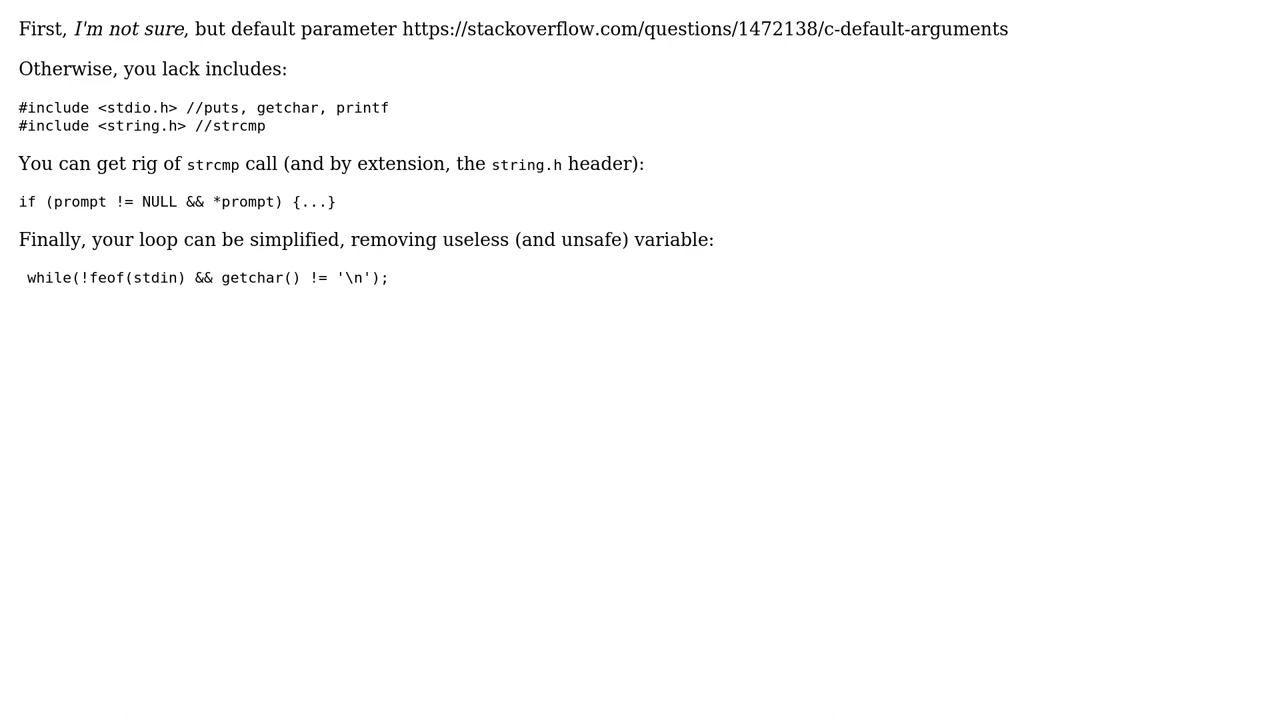 First, I'm not sure, but default parameter https://stackoverflow.com/questions/1472138/c-default-arguments
Otherwise, you lack includes:
#include <stdio.h> //puts, getchar, printf
#include <string.h> //strcmp
You can get rig of strcmp call (and by extension, the string.h header):
if (prompt != NULL && *prompt) {...}
Finally, your loop can be simplified, removing useless (and unsafe) variable:
while(!feof(stdin) && getchar() != '\n');